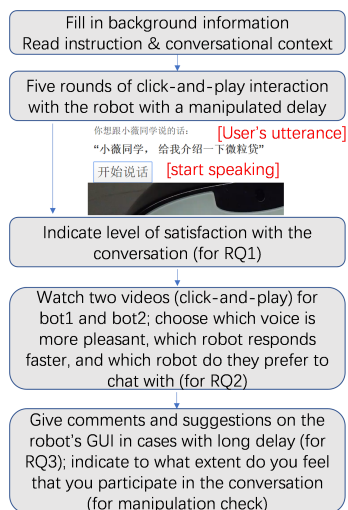 Fill in background information
Read instruction & conversational context
Five rounds of click-and-play interaction
with the robot with a manipulated delay
你想跟小薇同学说的话:
[User's utterance]
“小薇同学, 给我介绍一下微粒贷”
开始说话
[start speaking]
Indicate level of satisfaction with the
conversation (for RQ1)
Watch two videos (click-and-play) for
bot1 and bot2; choose which voice is
more pleasant, which robot responds
faster, and which robot do they prefer to
chat with (for RQ2)
Give comments and suggestions on the
robot's GUI in cases with long delay (for
RQ3); indicate to what extent do you feel
that you participate in the conversation
(for manipulation check)